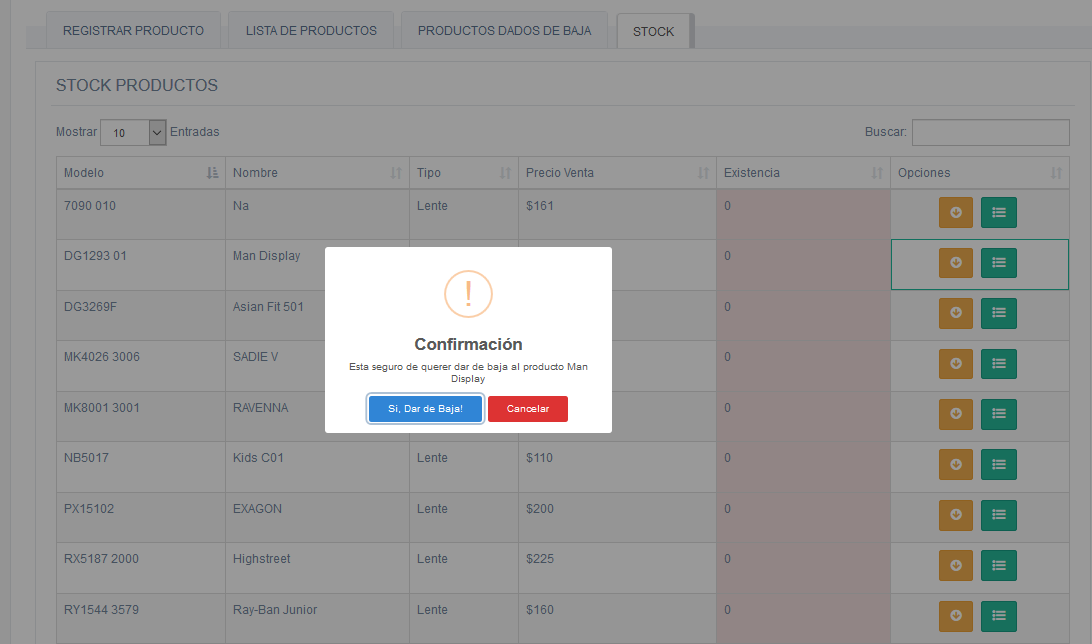 REGISTRAR PRODUCTO LISTA DE PRODUCTOS PRODUCTOS DADOS DE BAJA STOCK
STOCK PRODUCTOS
Mostrar 10 Entradas Buscar:
Modelo Nombre Tipo Precio Venta Existencia Opciones
7090 010 Na Lente $161 0
DG1293 01 Man Display 0
DG3269F Asian Fit 501 0
MK4026 3006 SADIE V 0
MK8001 3001 RAVENNA 0
NB5017 Kids C01 Lente $110 0
PX15102 EXAGON Lente $200 0
RX5187 2000 Highstreet Lente $225 0
RY1544 3579 Ray-Ban Junior Lente $160 0
!
Confirmación
Esta seguro de querer dar de baja al producto Man
Display
Si, Dar de Baja! Cancelar